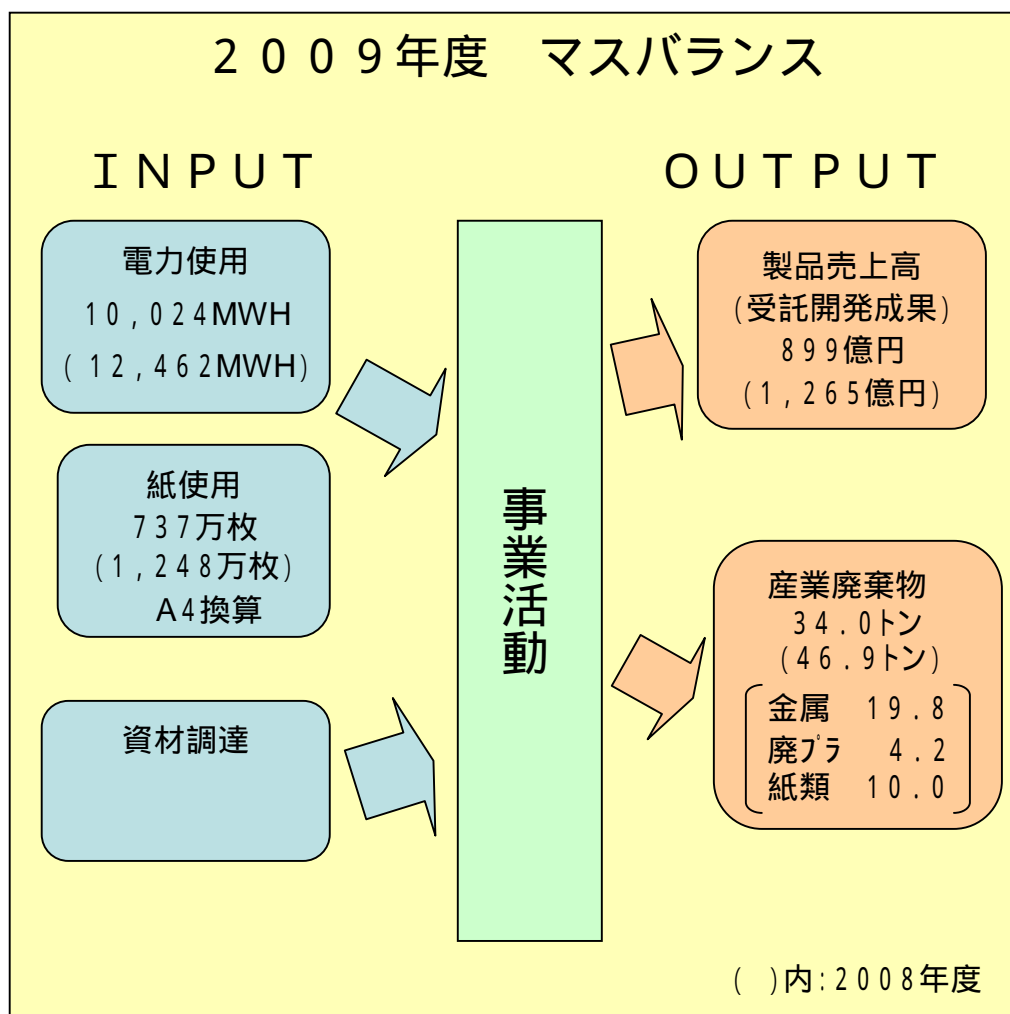 2009年度　マスバランス
INPUT
電力使用
10,024MWH
(12,462MWH)
紙使用
737万枚
(1,248万枚)
A4換算
資材調達
事業活動
OUTPUT
製品売上高
(受託開発成果)
899億円
(1,265億円)
産業廃棄物
34.0トン
(46.9トン)
金属　19.8
廃プラ　4.2
紙類　10.0
(　)内:2008年度